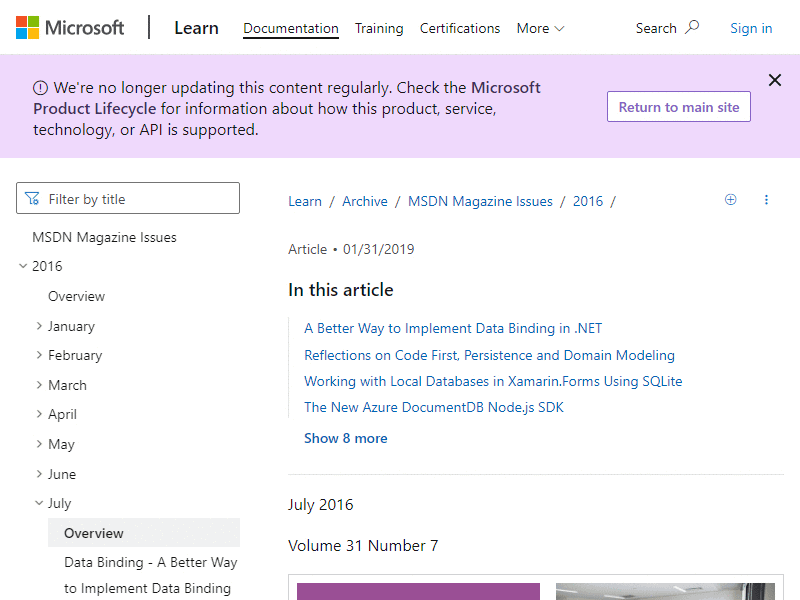 Microsoft
Learn
Documentation
Training
Certifications
More
Search
Sign in
We're no longer updating this content regularly. Check the Microsoft
Product Lifecycle for information about how this product, service,
technology, or API is supported.
Return to main site
Filter by title
MSDN Magazine Issues
2016
Overview
January
February
March
April
May
June
July
Overview
Data Binding - A Better Way
to Implement Data Binding
Learn / Archive / MSDN Magazine Issues / 2016 /
Article • 01/31/2019
In this article
A Better Way to Implement Data Binding in .NET
Reflections on Code First, Persistence and Domain Modeling
Working with Local Databases in Xamarin.Forms Using SQLite
The New Azure DocumentDB Node.js SDK
Show 8 more
July 2016
Volume 31 Number 7